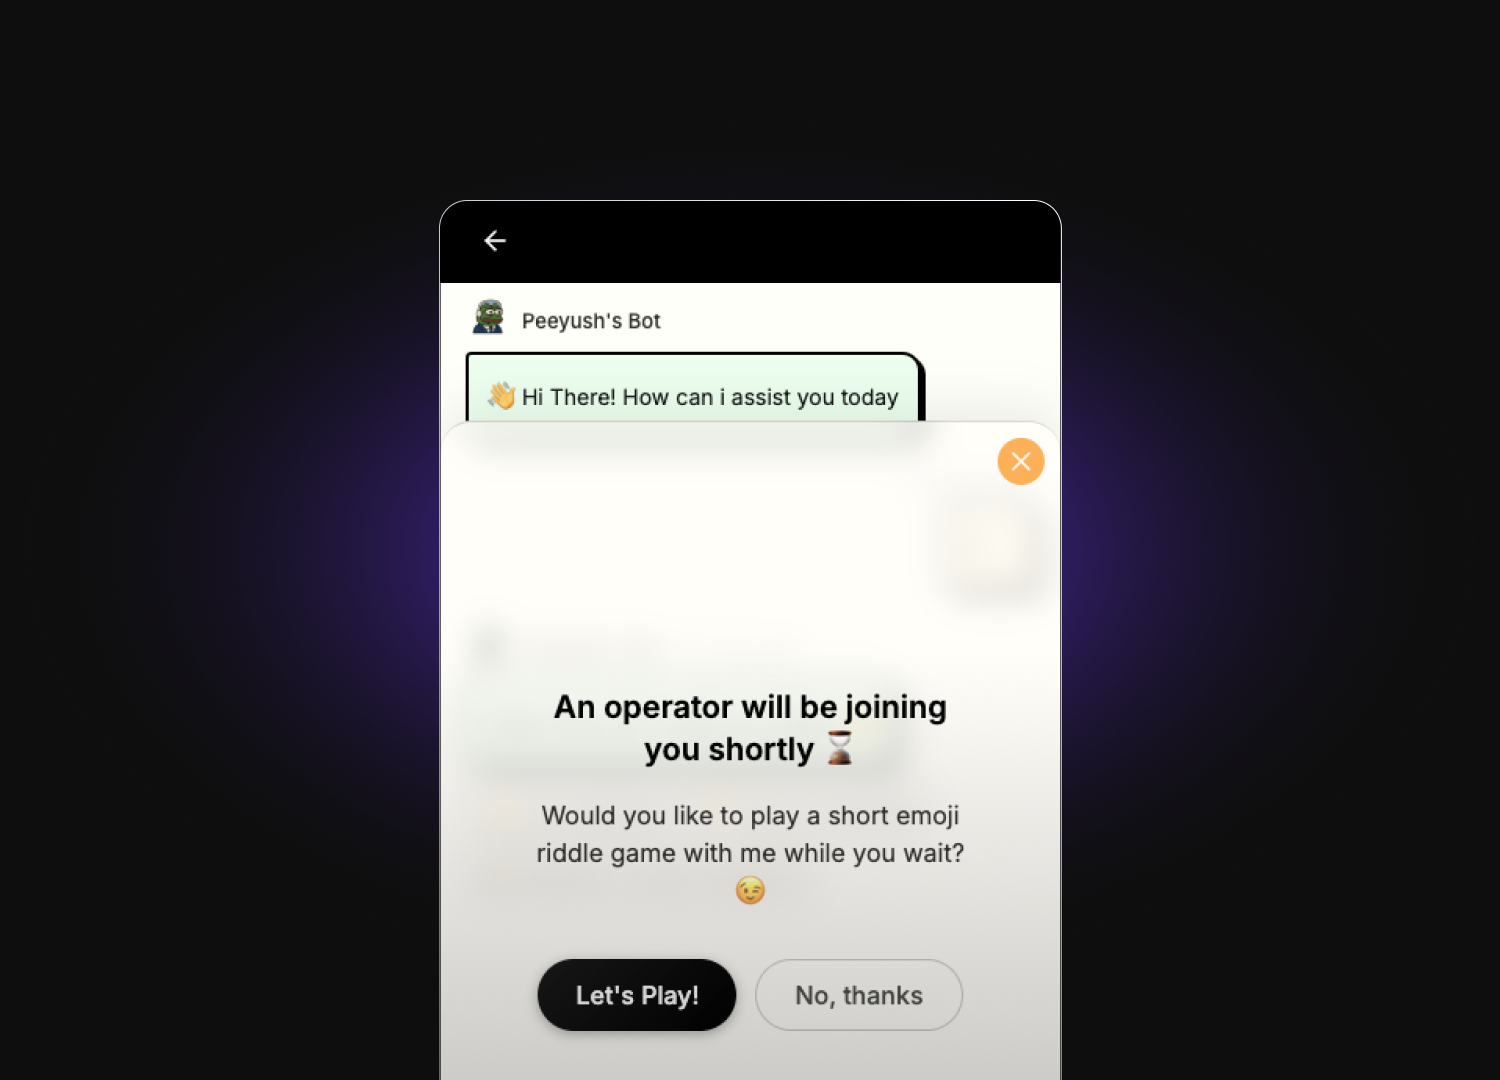 Peeyush's Bot
👋 Hi There! How can i assist you today
An operator will be joining
you shortly ⏳
Would you like to play a short emoji
riddle game with me while you wait?
😉
Let's Play!
No, thanks